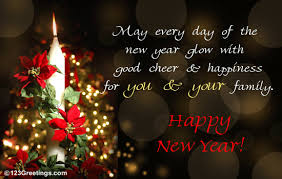 May every day of the
new year glow with
good cheer & happiness
for you & your family.
Happy
New Year!
©123Greetings.com